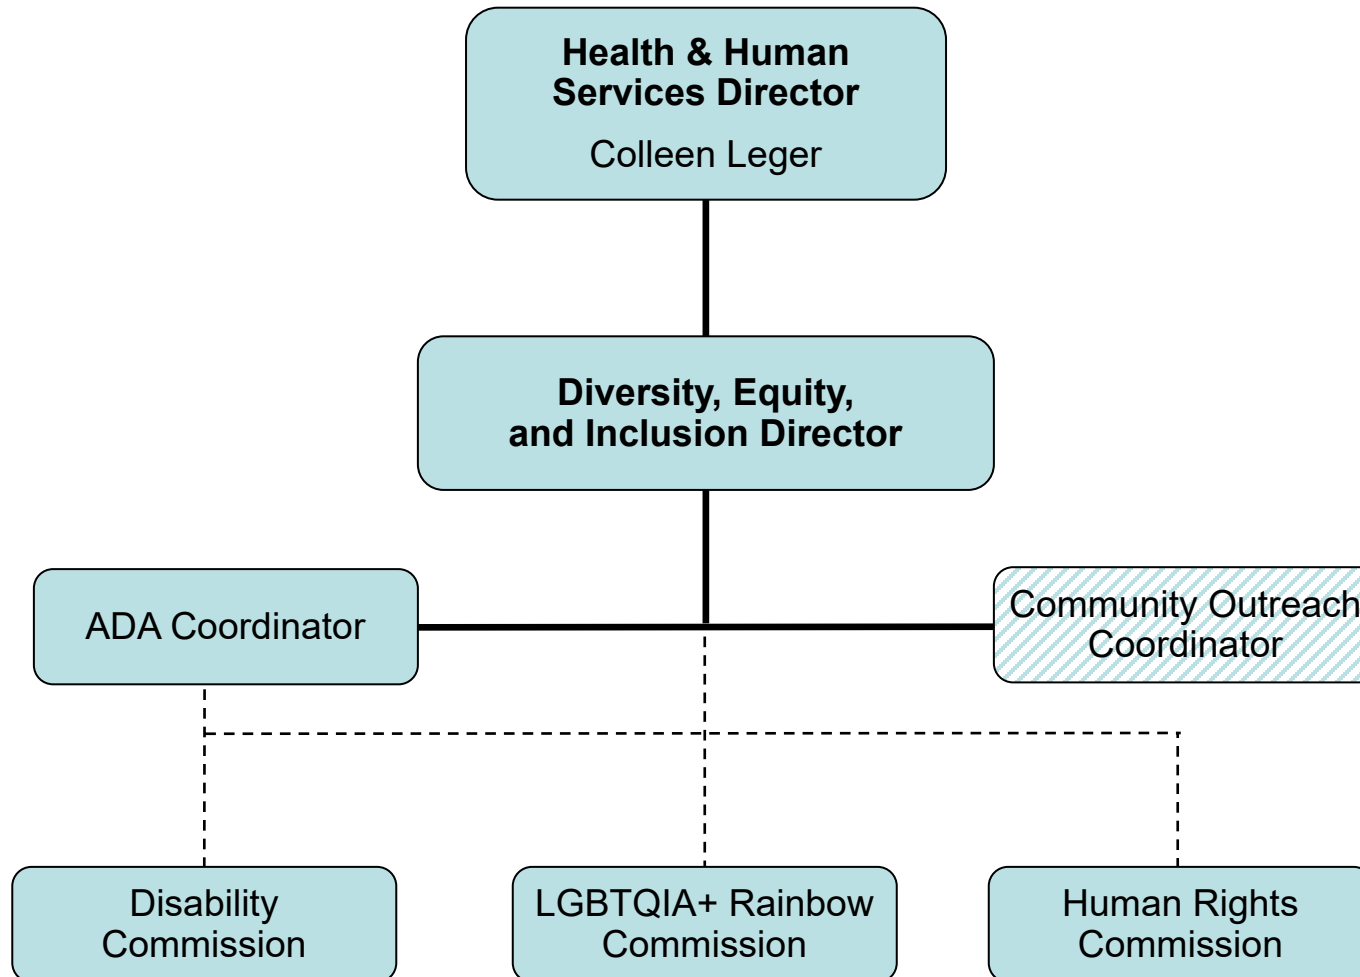 Health & Human
Services Director
Colleen Leger
Diversity, Equity,
and Inclusion Director
ADA Coordinator
Community Outreach
Coordinator
Disability
Commission
LGBTQIA+ Rainbow
Commission
Human Rights
Commission